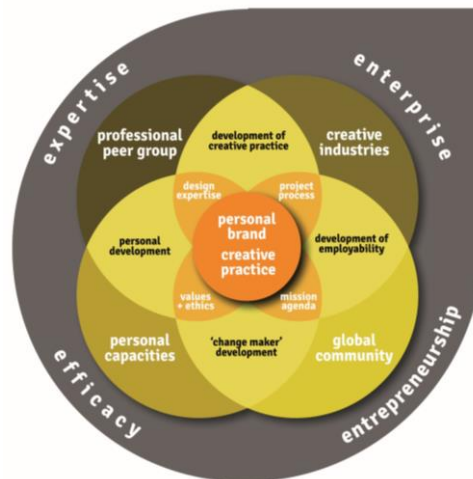 expertise
enterprise
professional
peer group
development of
creative practice
creative
industries
design
expertise
project
process
personal
brand
creative
practice
personal
development
development of
employability
values
+ ethics
mission
agenda
personal
capacities
'change maker'
development
global
community
efficacy
entrepreneurship